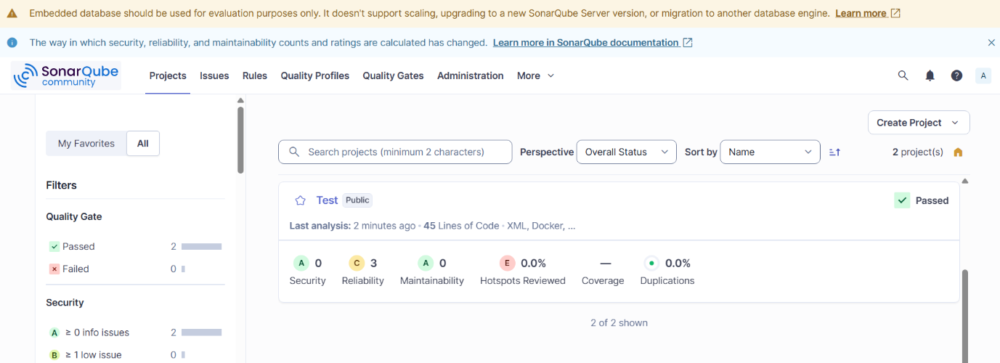 Embedded database should be used for evaluation purposes only. It doesn't support scaling, upgrading to a new SonarQube Server version, or migration to another database engine. Learn more
The way in which security, reliability, and maintainability counts and ratings are calculated has changed. Learn more in SonarQube documentation
SonarQube community Projects Issues Rules Quality Profiles Quality Gates Administration More A
Create Project
My Favorites All
Search projects (minimum 2 characters) Perspective Overall Status Sort by Name 2 project(s)
Filters
Quality Gate
Passed 2
Failed 0
Security
A ≥ 0 info issues 2
B ≥ 1 low issue 0
Test Public Passed
Last analysis: 2 minutes ago • 45 Lines of Code • XML, Docker, ...
A 0 C 3 A 0 E 0.0% — 0.0%
Security Reliability Maintainability Hotspots Reviewed Coverage Duplications
2 of 2 shown